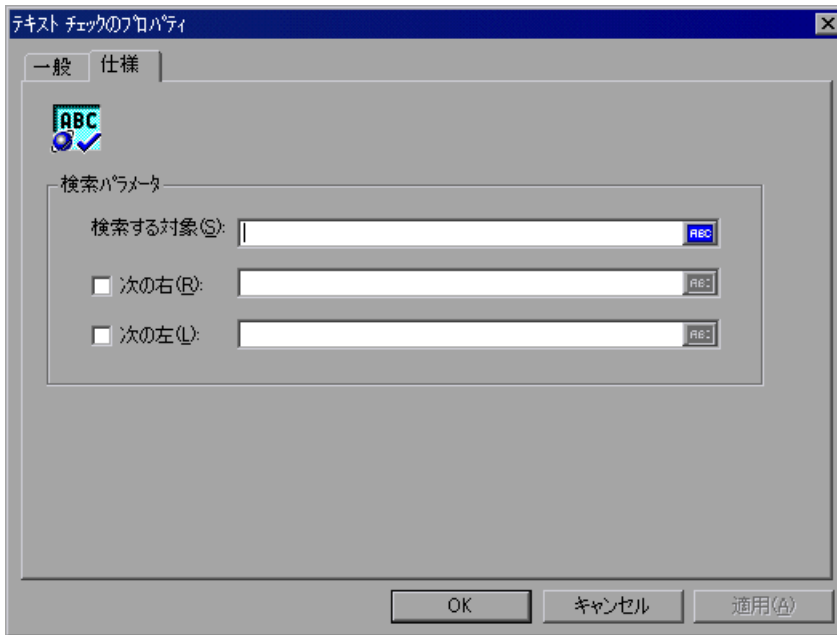 テキスト チェックのプロパティ
一般 仕様
ABC
検索パラメータ
検索する対象(S):
ABC
次の右(R):
次の左(L):
OK キャンセル 適用(A)